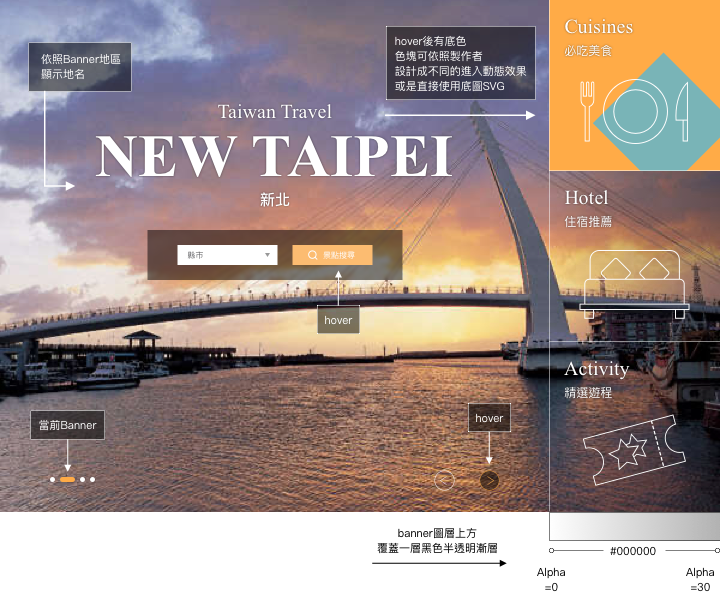 依照Banner地區
顯示地名
hover後有底色
色塊可依照製作者
設計成不同的進入動態效果
或是直接使用底圖SVG
Cuisines
必吃美食
Taiwan Travel
NEW TAIPEI
新北
Hotel
住宿推薦
縣市
景點搜尋
hover
Activity
精選遊程
當前Banner
hover
banner圖層上方
覆蓋一層黑色半透明漸層
#000000
Alpha
=0
Alpha
=30